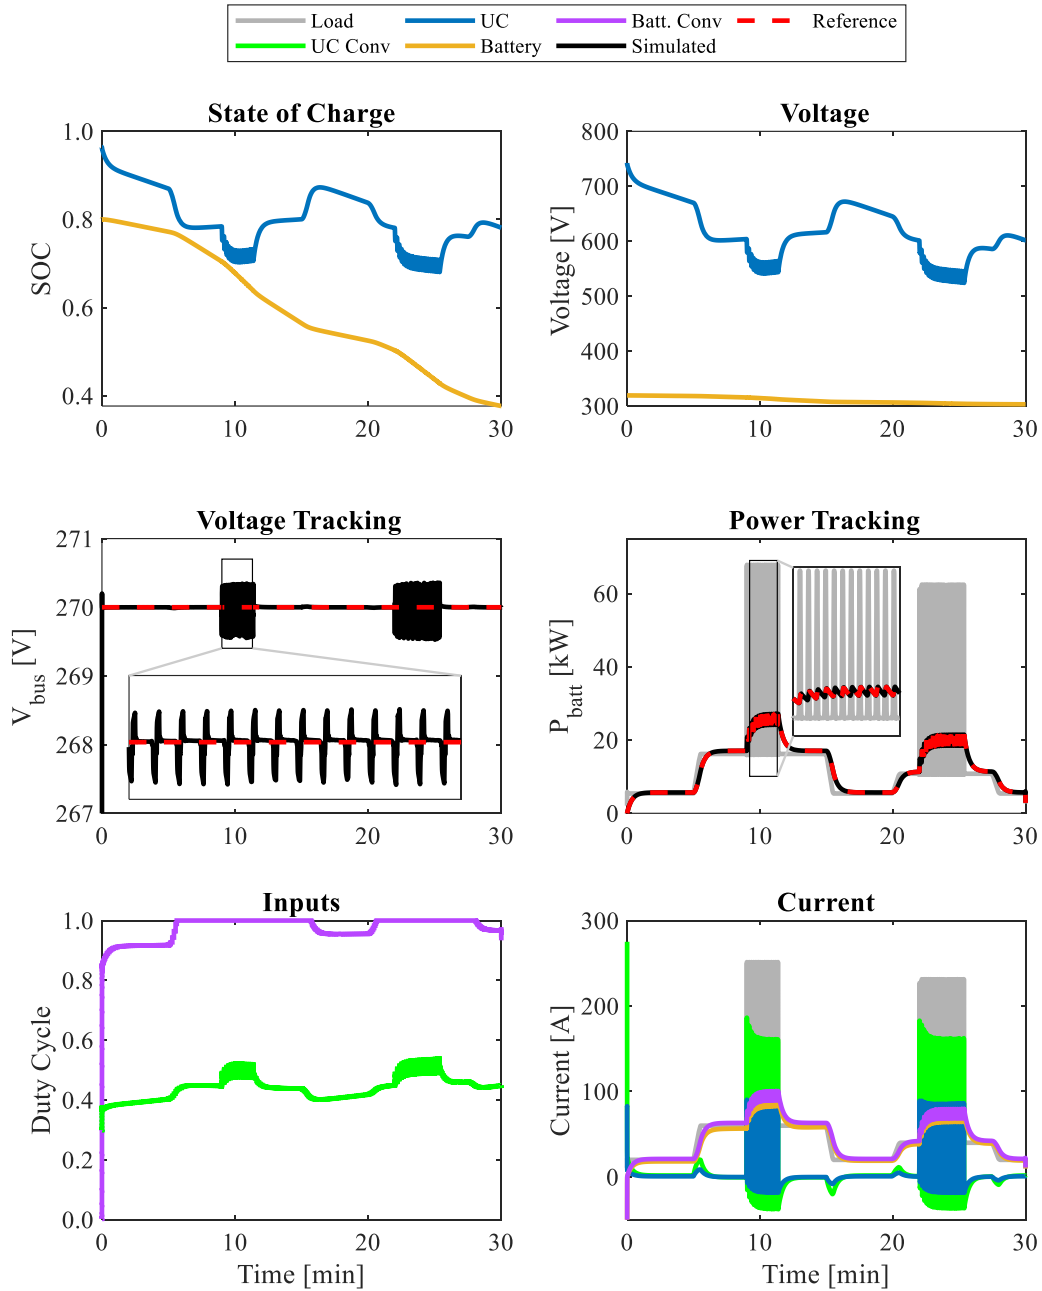 Load UC Batt. Conv Reference
UC Conv Battery Simulated
State of Charge Voltage
1.0
0.8
0.6
0.4
SOC
0 10 20 30
800
700
600
500
400
300
Voltage [V]
0 10 20 30
Voltage Tracking Power Tracking
271
270
269
268
267
V_bus [V]
0 10 20 30
60
40
20
0
P_batt [kW]
0 10 20 30
Inputs Current
1.0
0.8
0.6
0.4
0.2
0.0
Duty Cycle
0 10 20 30
Time [min]
300
200
100
0
Current [A]
0 10 20 30
Time [min]